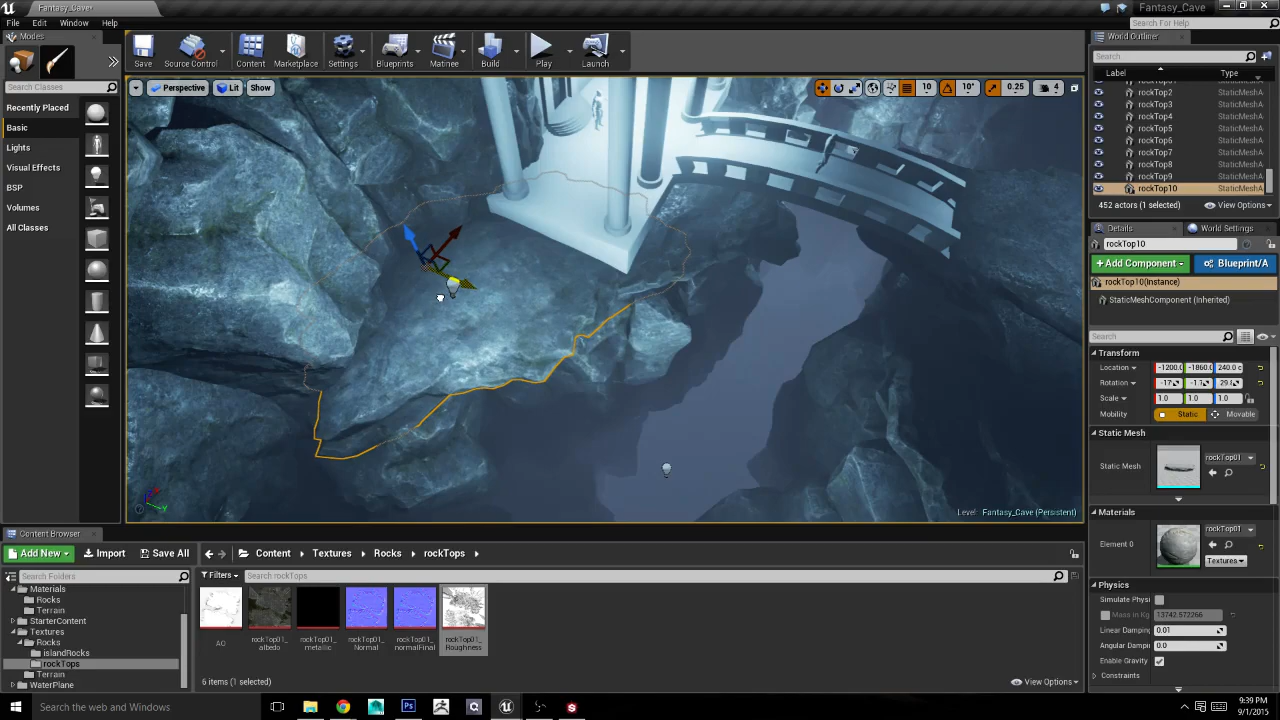 Fantasy_Cave*
Fantasy_Cave
File Edit Window Help
Search For Help
Modes
Search Classes
Recently Placed
Basic
Lights
Visual Effects
BSP
Volumes
All Classes
Save
Source Control
Content
Marketplace
Settings
Blueprints
Matinee
Build
Play
Launch
Perspective
Lit
Show
10
10°
0.25
4
Level: Fantasy_Cave (Persistent)
World Outliner
Search
Label Type
rockTop2 StaticMeshA
rockTop3 StaticMeshA
rockTop4 StaticMeshA
rockTop5 StaticMeshA
rockTop6 StaticMeshA
rockTop7 StaticMeshA
rockTop8 StaticMeshA
rockTop9 StaticMeshA
rockTop10 StaticMeshA
452 actors (1 selected) View Options
Details World Settings
rockTop10
+Add Component Blueprint/A
rockTop10(Instance)
StaticMeshComponent (Inherited)
Search
Transform
Location -1200.0 -1860.0 240.0 c
Rotation
Scale 1.0 1.0 1.0
Mobility Static Movable
Static Mesh
Static Mesh rockTop01
Materials
Element 0 rockTop01
Textures
Physics
Simulate Physi
Mass in Kg 13742.572266
Linear Dampin 0.01
Angular Dampi 0.0
Enable Gravity
Constraints
Content Browser
Add New Import Save All Content Textures Rocks rockTops
Search Folders Filters Search rockTops
Materials
Rocks
Terrain
StarterContent
Textures
Rocks
islandRocks
rockTops
Terrain
WaterPlane
AO
rockTop01_albedo
rockTop01_metallic
rockTop01_Normal
rockTop01_normalFinal
rockTop01_Roughness
6 items (1 selected) View Options
Search the web and Windows
9:39 PM
9/1/2015